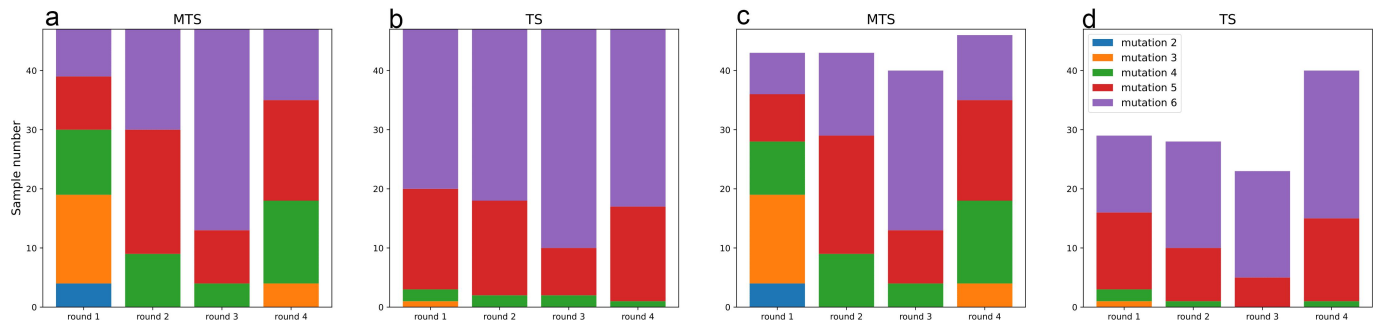 a
MTS
b
TS
c
MTS
d
TS
Sample number
40
30
20
10
0
round 1
round 2
round 3
round 4
40
30
20
10
0
round 1
round 2
round 3
round 4
40
30
20
10
0
round 1
round 2
round 3
round 4
mutation 2
mutation 3
mutation 4
mutation 5
mutation 6
40
30
20
10
0
round 1
round 2
round 3
round 4